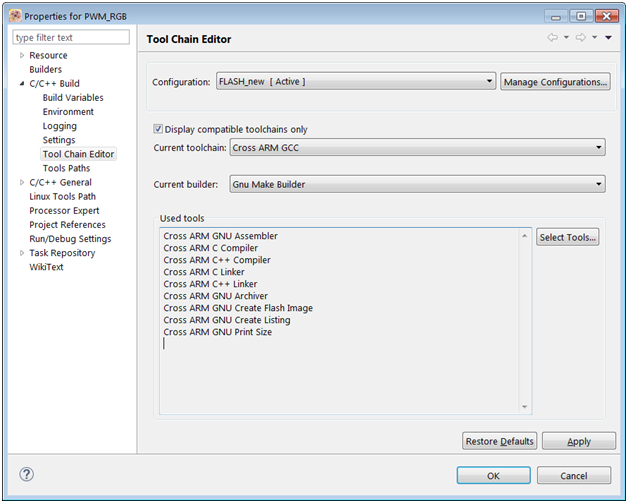 Properties for PWM_RGB
type filter text
Resource
Builders
C/C++ Build
Build Variables
Environment
Logging
Settings
Tool Chain Editor
Tools Paths
C/C++ General
Linux Tools Path
Processor Expert
Project References
Run/Debug Settings
Task Repository
WikiText
Tool Chain Editor
Configuration: FLASH_new [ Active ] Manage Configurations...
Display compatible toolchains only
Current toolchain: Cross ARM GCC
Current builder: Gnu Make Builder
Used tools
Cross ARM GNU Assembler
Cross ARM C Compiler
Cross ARM C++ Compiler
Cross ARM C Linker
Cross ARM C++ Linker
Cross ARM GNU Archiver
Cross ARM GNU Create Flash Image
Cross ARM GNU Create Listing
Cross ARM GNU Print Size
Select Tools...
Restore Defaults Apply
? OK Cancel